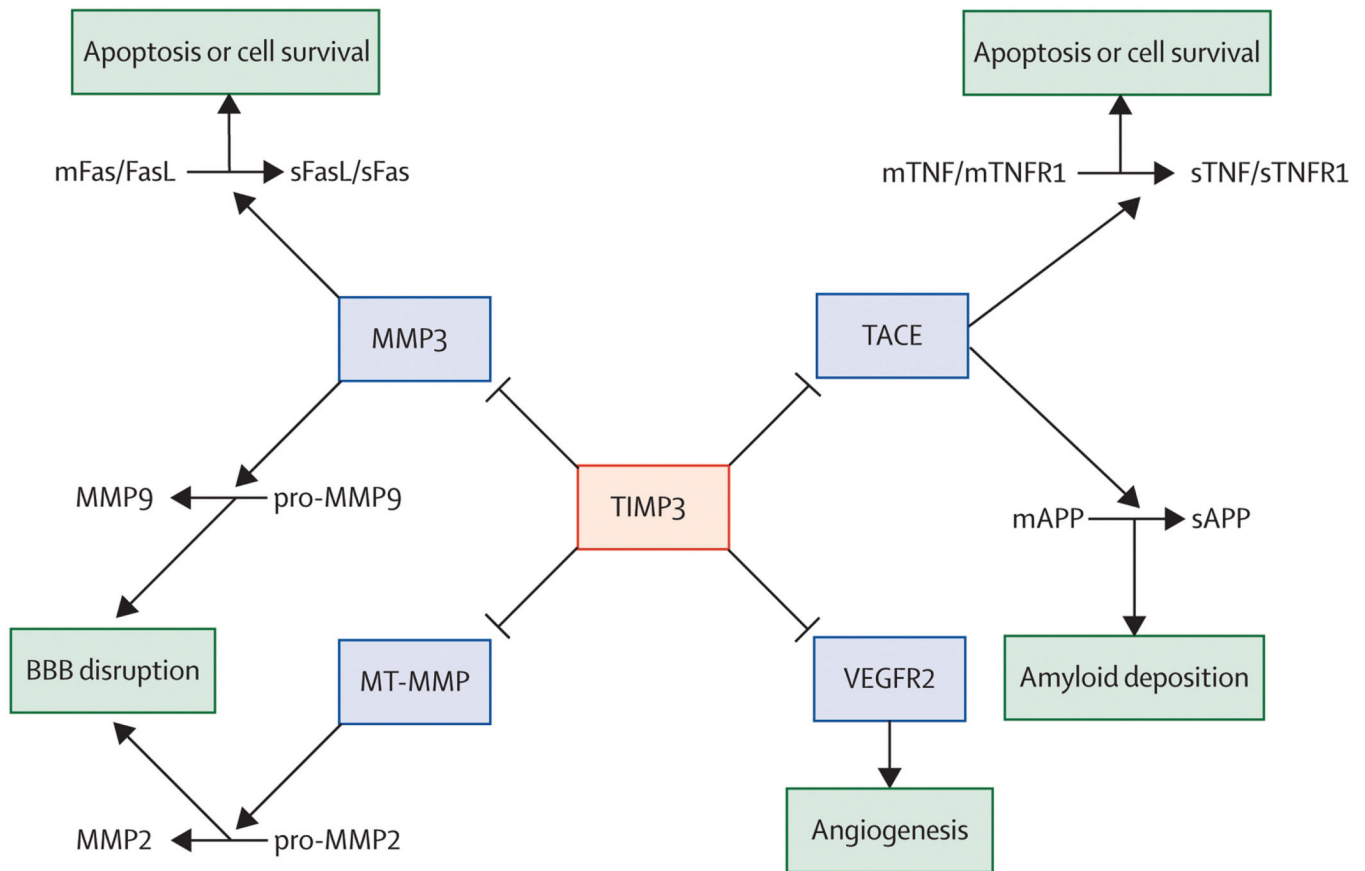 Apoptosis or cell survival
Apoptosis or cell survival
mFas/FasL
sFasL/sFas
mTNF/mTNFR1
sTNF/sTNFR1
MMP3
TACE
MMP9
pro-MMP9
TIMP3
mAPP
sAPP
BBB disruption
MT-MMP
VEGFR2
Amyloid deposition
MMP2
pro-MMP2
Angiogenesis